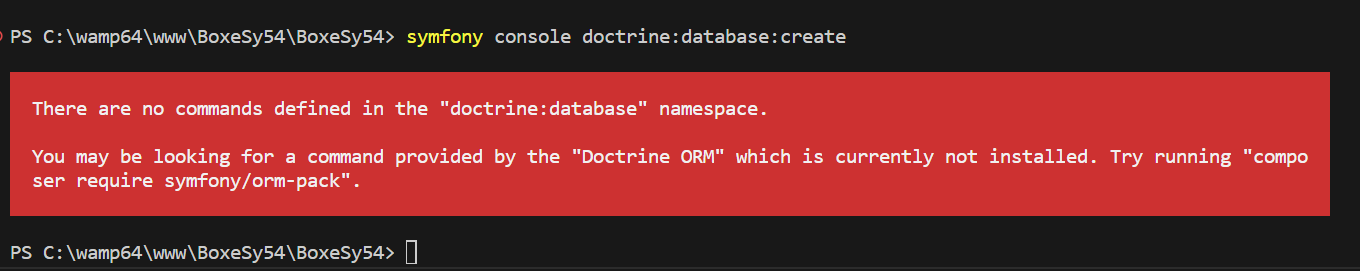 PS C:\wamp64\www\BoxeSy54\BoxeSy54> symfony console doctrine:database:create
There are no commands defined in the "doctrine:database" namespace.
You may be looking for a command provided by the "Doctrine ORM" which is currently not installed. Try running "compo
ser require symfony/orm-pack".
PS C:\wamp64\www\BoxeSy54\BoxeSy54>